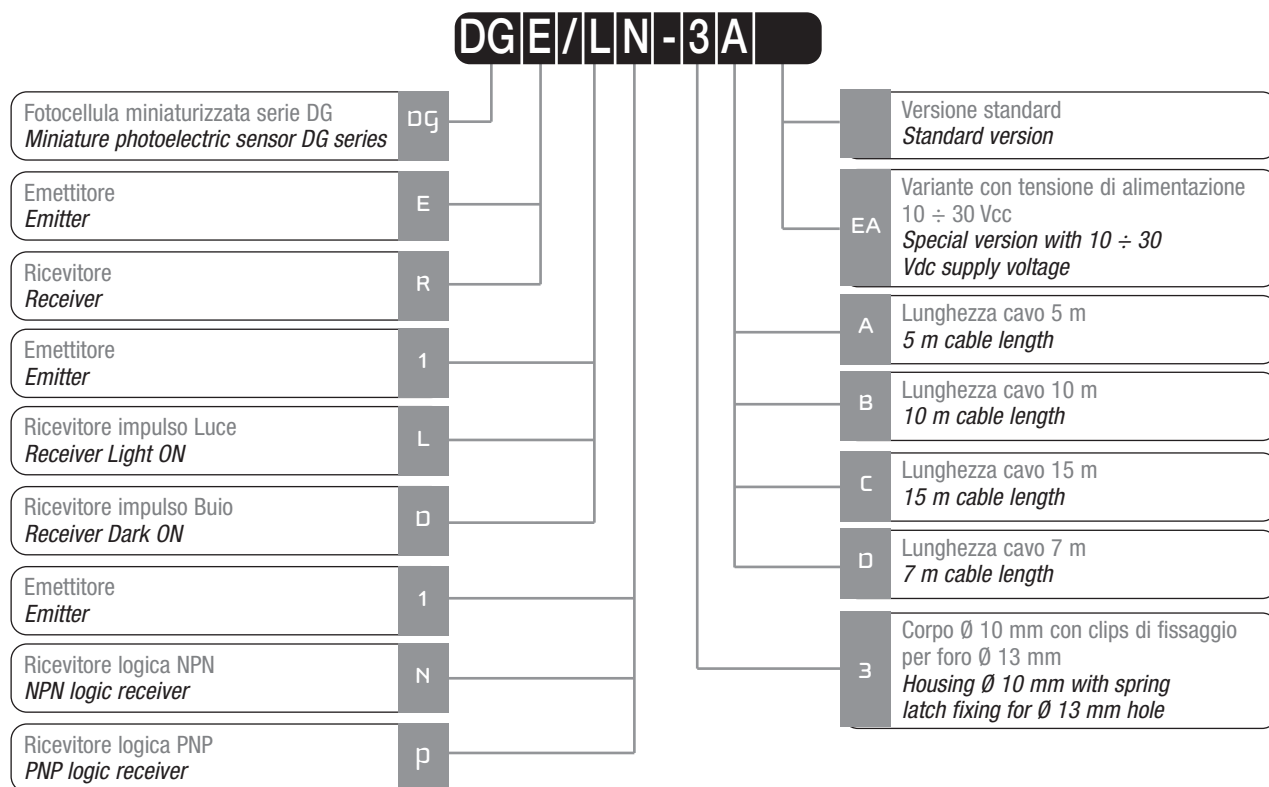 DGE/LN-3A
Fotocellula miniaturizzata serie DG
Miniature photoelectric sensor DG series
DG
Emettitore
Emitter
E
Ricevitore
Receiver
R
Emettitore
Emitter
1
Ricevitore impulso Luce
Receiver Light ON
L
Ricevitore impulso Buio
Receiver Dark ON
D
Emettitore
Emitter
1
Ricevitore logica NPN
NPN logic receiver
N
Ricevitore logica PNP
PNP logic receiver
P
Versione standard
Standard version
EA
Variante con tensione di alimentazione
10 ÷ 30 Vcc
Special version with 10 ÷ 30
Vdc supply voltage
A
Lunghezza cavo 5 m
5 m cable length
B
Lunghezza cavo 10 m
10 m cable length
C
Lunghezza cavo 15 m
15 m cable length
D
Lunghezza cavo 7 m
7 m cable length
3
Corpo Ø 10 mm con clips di fissaggio
per foro Ø 13 mm
Housing Ø 10 mm with spring
latch fixing for Ø 13 mm hole